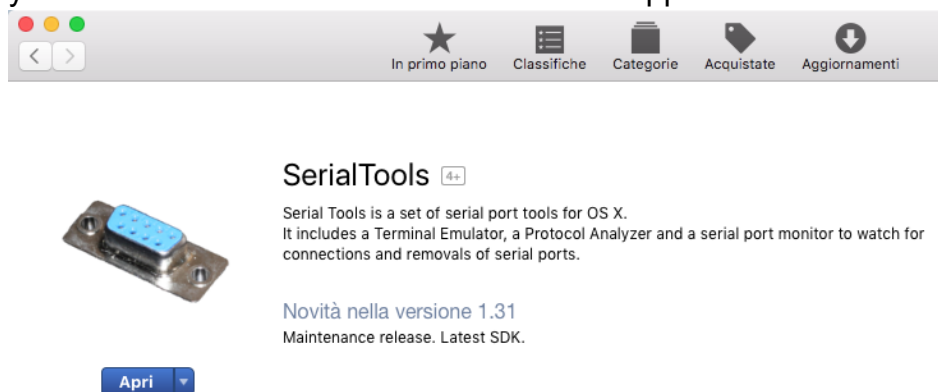 In primo piano Classifiche Categorie Acquistate Aggiornamenti
SerialTools 4+
Serial Tools is a set of serial port tools for OS X.
It includes a Terminal Emulator, a Protocol Analyzer and a serial port monitor to watch for
connections and removals of serial ports.
Novità nella versione 1.31
Maintenance release. Latest SDK.
Apri